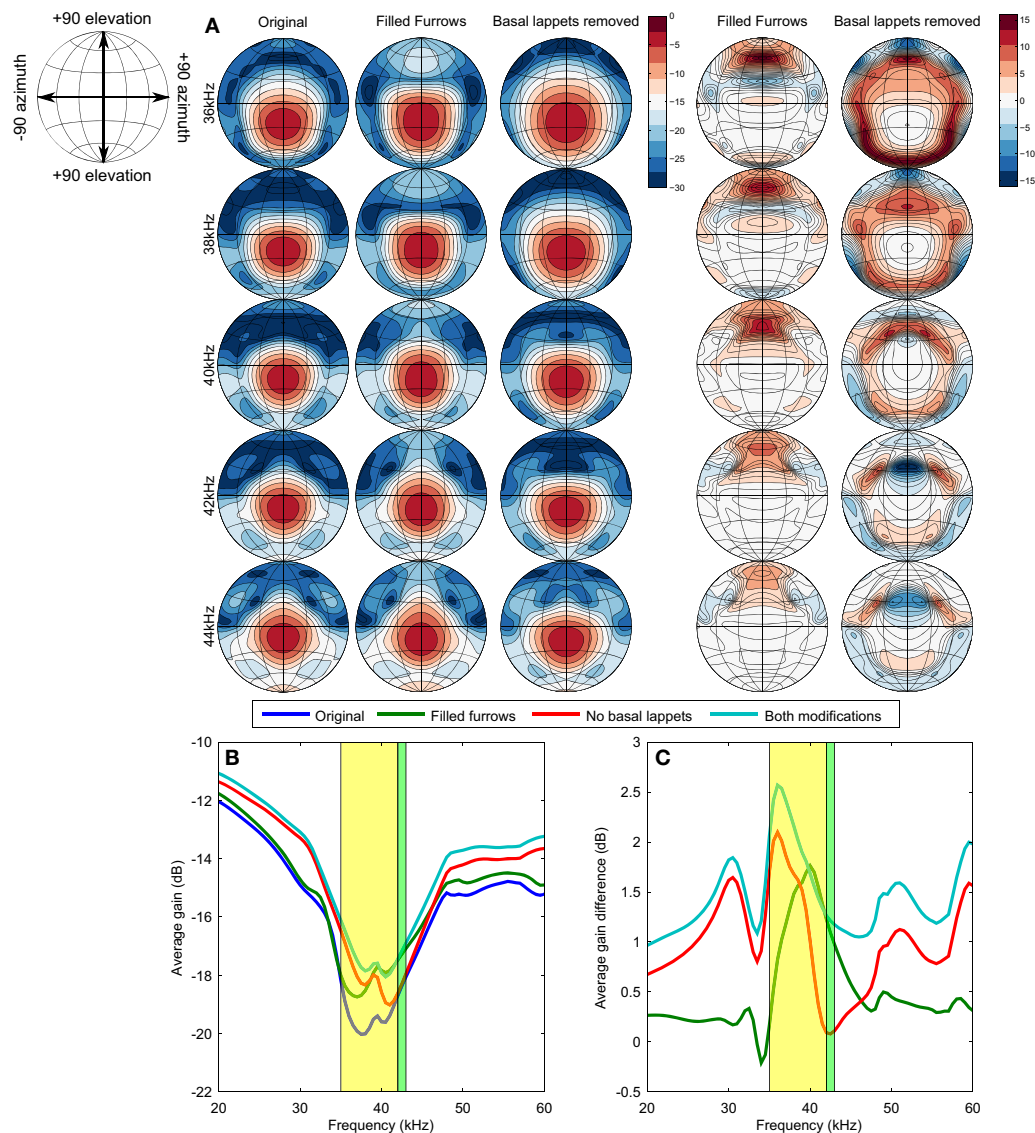 +90 elevation
-90 azimuth
+90 azimuth
+90 elevation
A
Original
Filled Furrows
Basal lappets removed
Filled Furrows
Basal lappets removed
36kHz
38kHz
40kHz
42kHz
44kHz
0
-5
-10
-15
-20
-25
-30
15
10
5
0
-5
-10
-15
Original
Filled furrows
No basal lappets
Both modifications
B
Average gain (dB)
-10
-12
-14
-16
-18
-20
-22
20
30
40
50
60
Frequency (kHz)
C
Average gain difference (dB)
3
2.5
2
1.5
1
0.5
0
-0.5
20
30
40
50
60
Frequency (kHz)